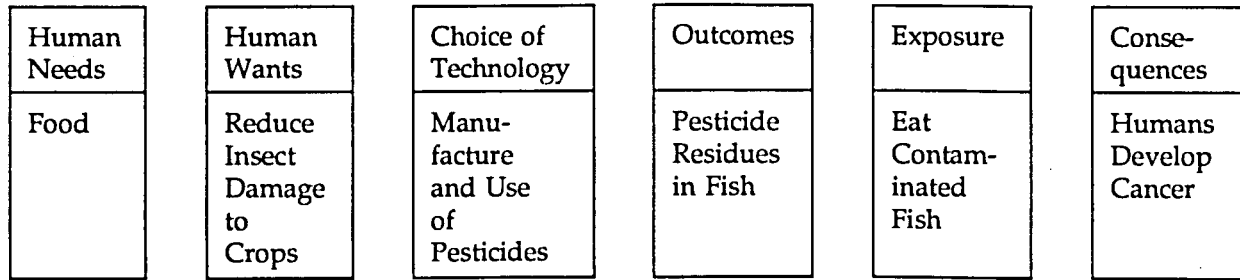 Human
Needs
Food
Human
Wants
Reduce
Insect
Damage
to
Crops
Choice of
Technology
Manu-
facture
and Use
of
Pesticides
Outcomes
Pesticide
Residues
in Fish
Exposure
Eat
Contam-
inated
Fish
Conse-
quences
Humans
Develop
Cancer